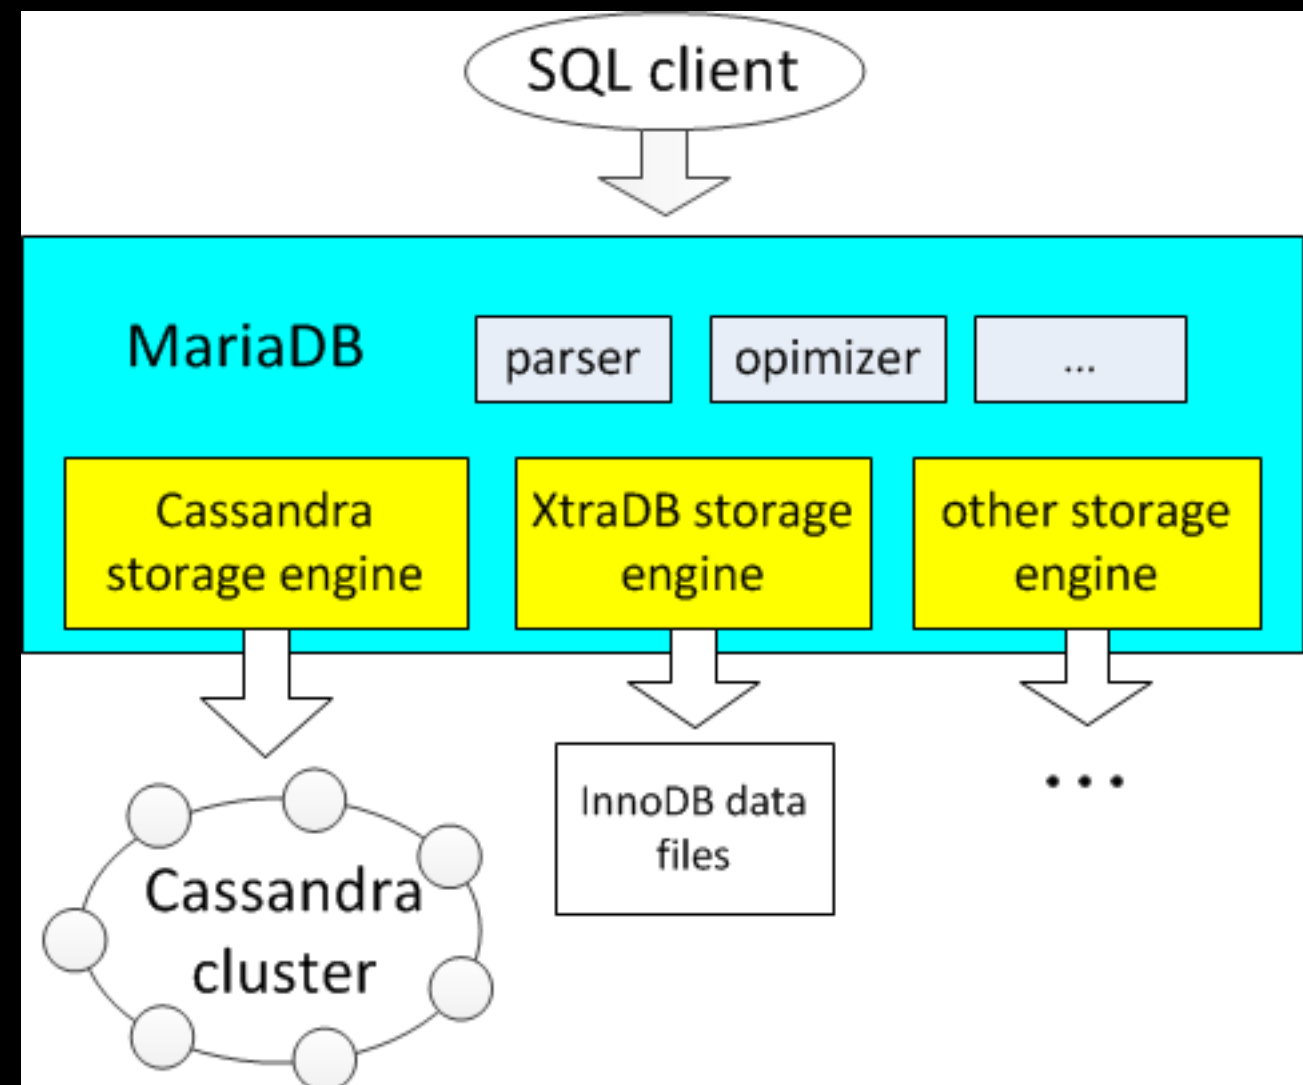 SQL client
MariaDB
parser
opimizer
...
Cassandra
storage engine
XtraDB storage
engine
other storage
engine
Cassandra
cluster
InnoDB data
files
...